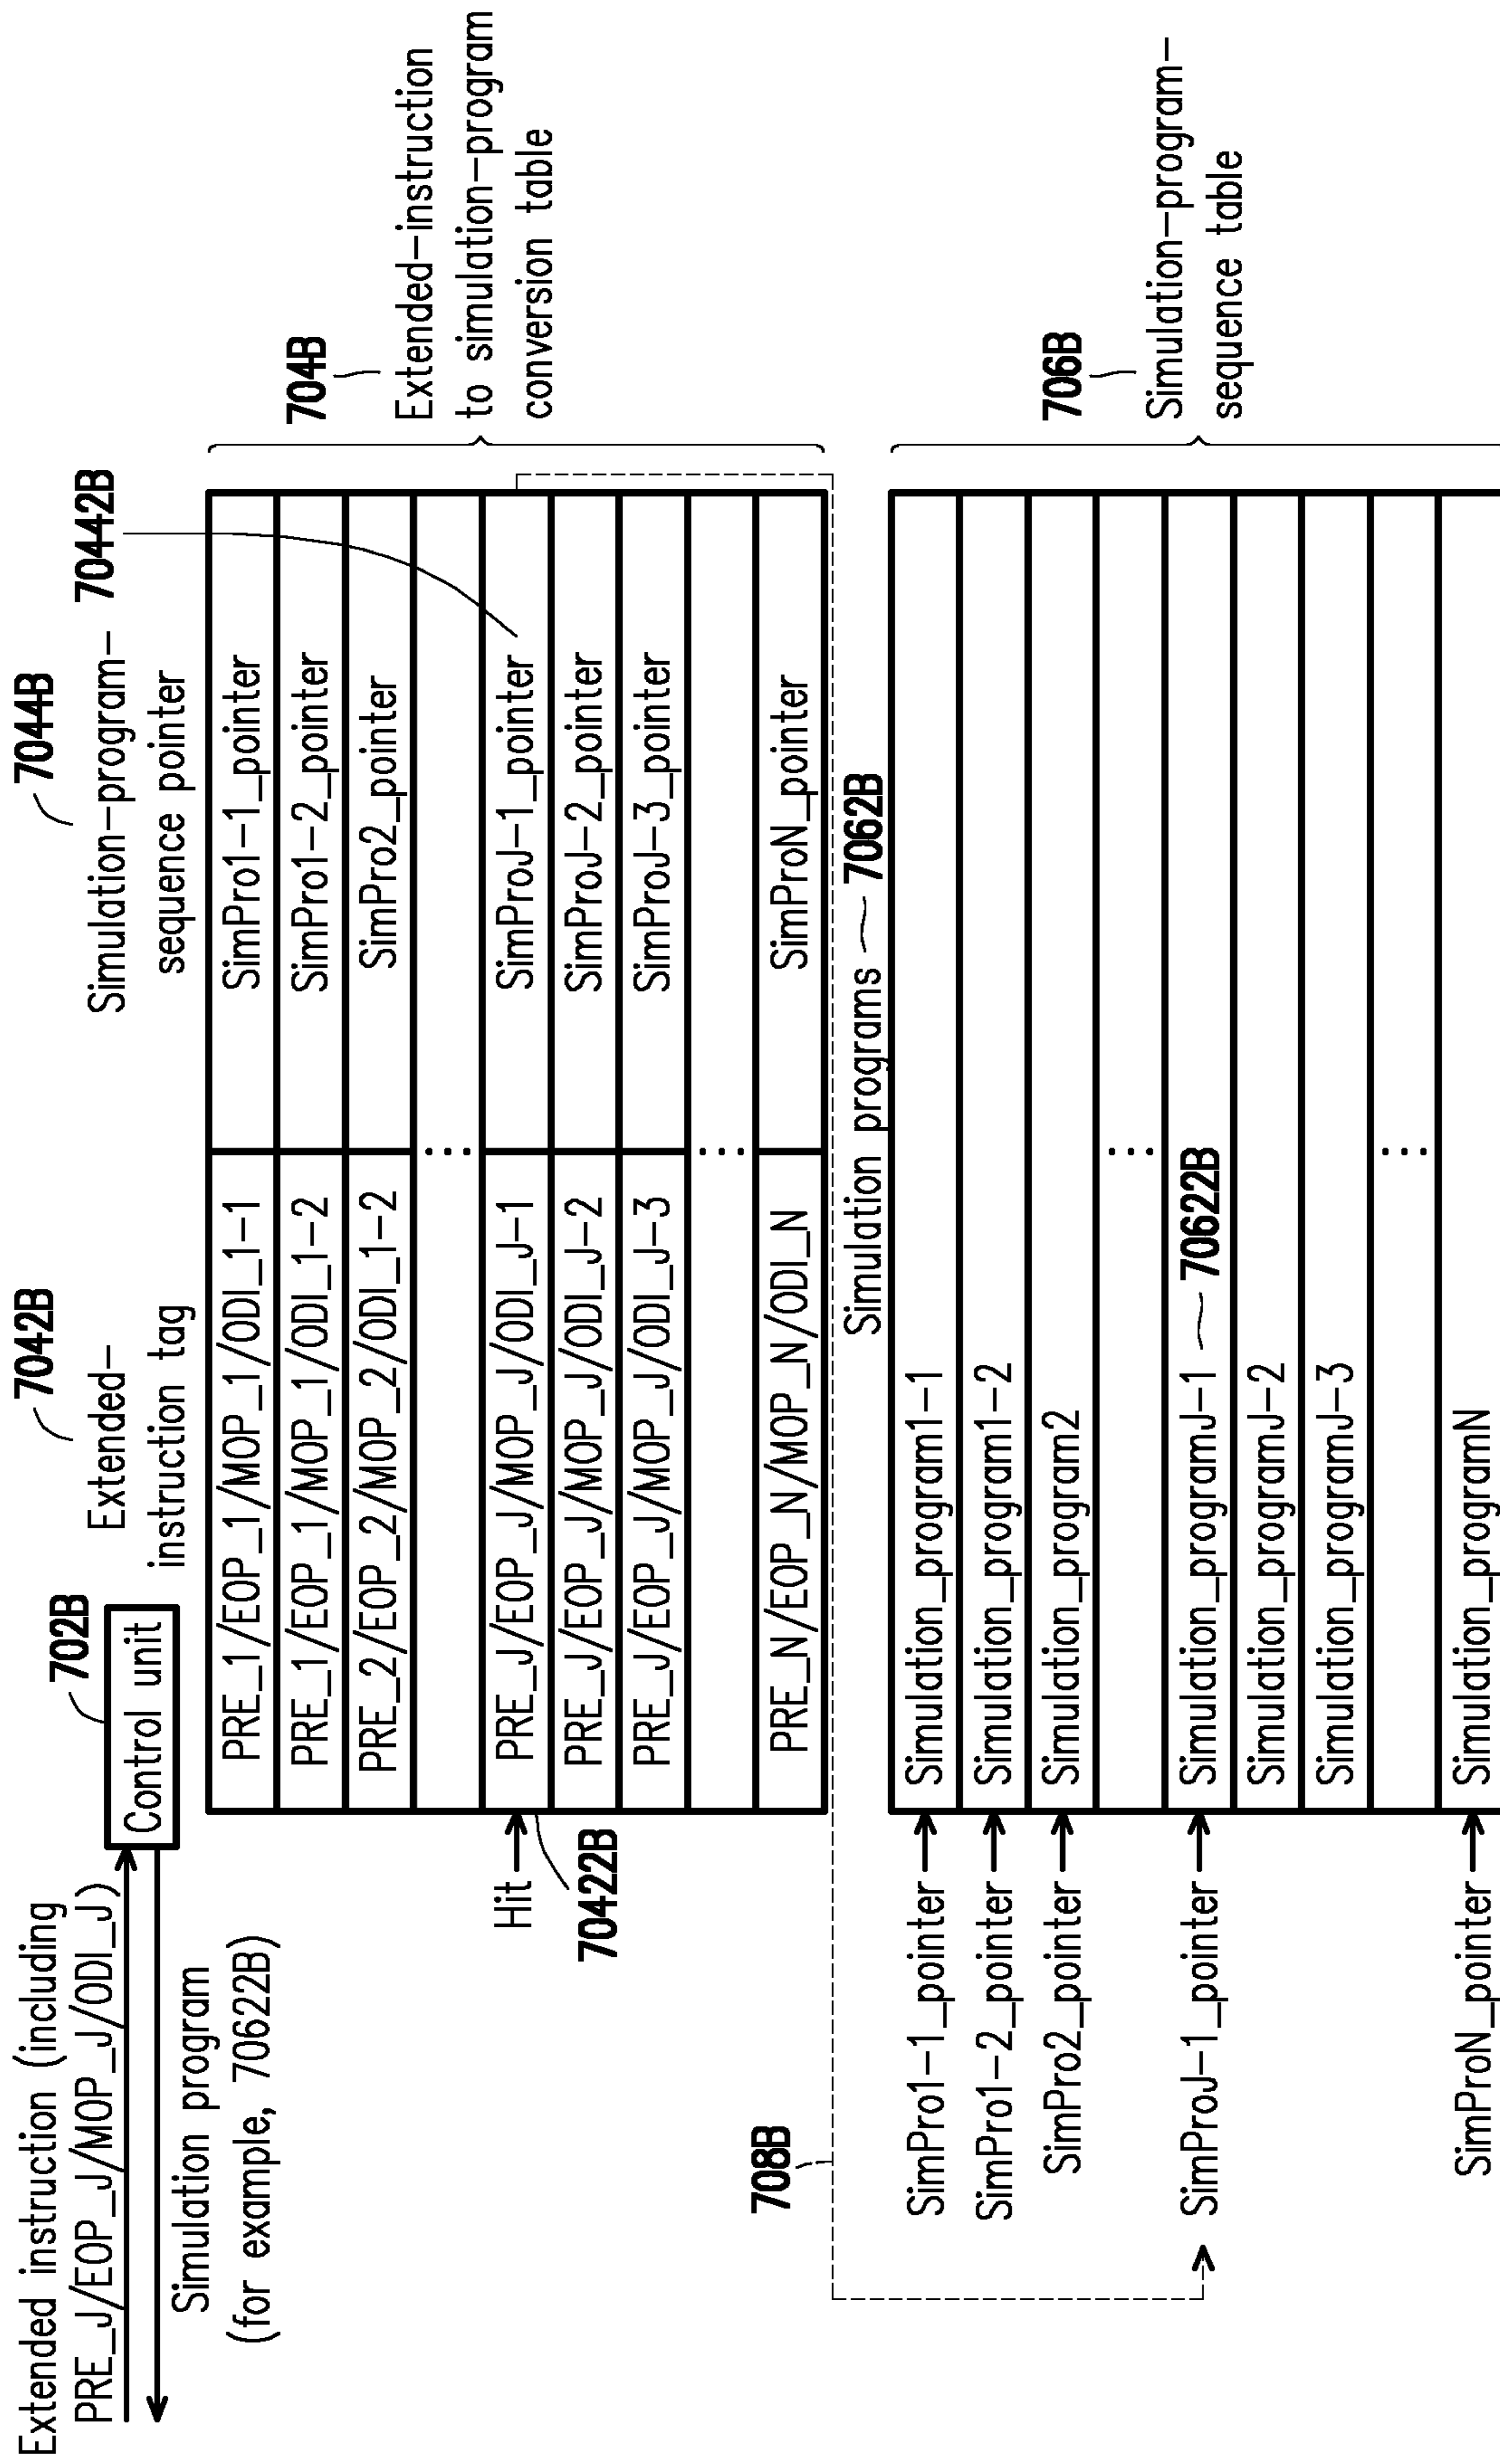 Extended instruction (including
PRE_J/EOP_J/MOP_J/ODI_J)
Simulation program
(for example, 70622B)
702B
Control unit
7042B
Extended-
instruction tag
7044B
Simulation-program-
sequence pointer
70442B
PRE_1/EOP_1/MOP_1/ODI_1-1 SimPro1-1_pointer
PRE_1/EOP_1/MOP_1/ODI_1-2 SimPro1-2_pointer
PRE_2/EOP_2/MOP_2/ODI_1-2 SimPro2_pointer
...
Hit PRE_J/EOP_J/MOP_J/ODI_J-1 SimProJ-1_pointer
70422B
PRE_J/EOP_J/MOP_J/ODI_J-2 SimProJ-2_pointer
PRE_J/EOP_J/MOP_J/ODI_J-3 SimProJ-3_pointer
...
PRE_N/EOP_N/MOP_N/ODI_N SimProN_pointer
704B
Extended-instruction
to simulation-program
conversion table
708B
Simulation programs 7062B
SimPro1-1_pointer Simulation_program1-1
SimPro1-2_pointer Simulation_program1-2
SimPro2_pointer Simulation_program2
...
SimProJ-1_pointer Simulation_programJ-1 70622B
Simulation_programJ-2
Simulation_programJ-3
...
SimProN_pointer Simulation_programN
706B
Simulation-program-
sequence table